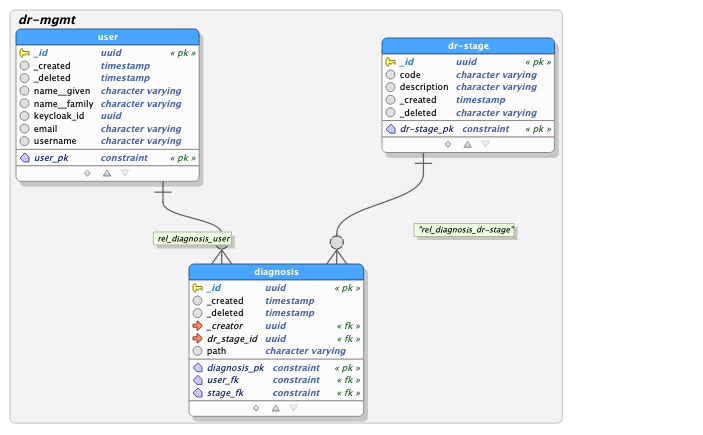 dr-mgmt
user
_id uuid « pk »
_created timestamp
_deleted timestamp
name__given character varying
name__family character varying
keycloak_id uuid
email character varying
username character varying
user_pk constraint « pk »
dr-stage
_id uuid « pk »
code character varying
description character varying
_created timestamp
_deleted character varying
dr-stage_pk constraint « pk »
rel_diagnosis_user
"rel_diagnosis_dr-stage"
diagnosis
_id uuid « pk »
_created timestamp
_deleted timestamp
_creator uuid « fk »
dr_stage_id uuid « fk »
path character varying
diagnosis_pk constraint « pk »
user_fk constraint « fk »
stage_fk constraint « fk »